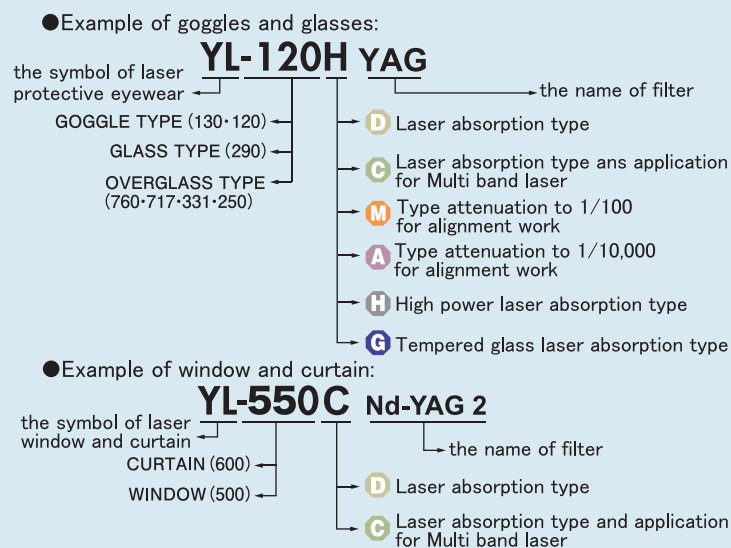 ●Example of goggles and glasses:
YL-120H YAG
the symbol of laser
protective eyewear
the name of filter
GOGGLE TYPE (130・120)
GLASS TYPE (290)
OVERGLASS TYPE
(760・717・331・250)
D Laser absorption type
C Laser absorption type ans application
for Multi band laser
M Type attenuation to 1/100
for alignment work
A Type attenuation to 1/10,000
for alignment work
H High power laser absorption type
G Tempered glass laser absorption type
●Example of window and curtain:
YL-550C Nd-YAG 2
the symbol of laser
window and curtain
the name of filter
CURTAIN (600)
WINDOW (500)
D Laser absorption type
C Laser absorption type and application
for Multi band laser